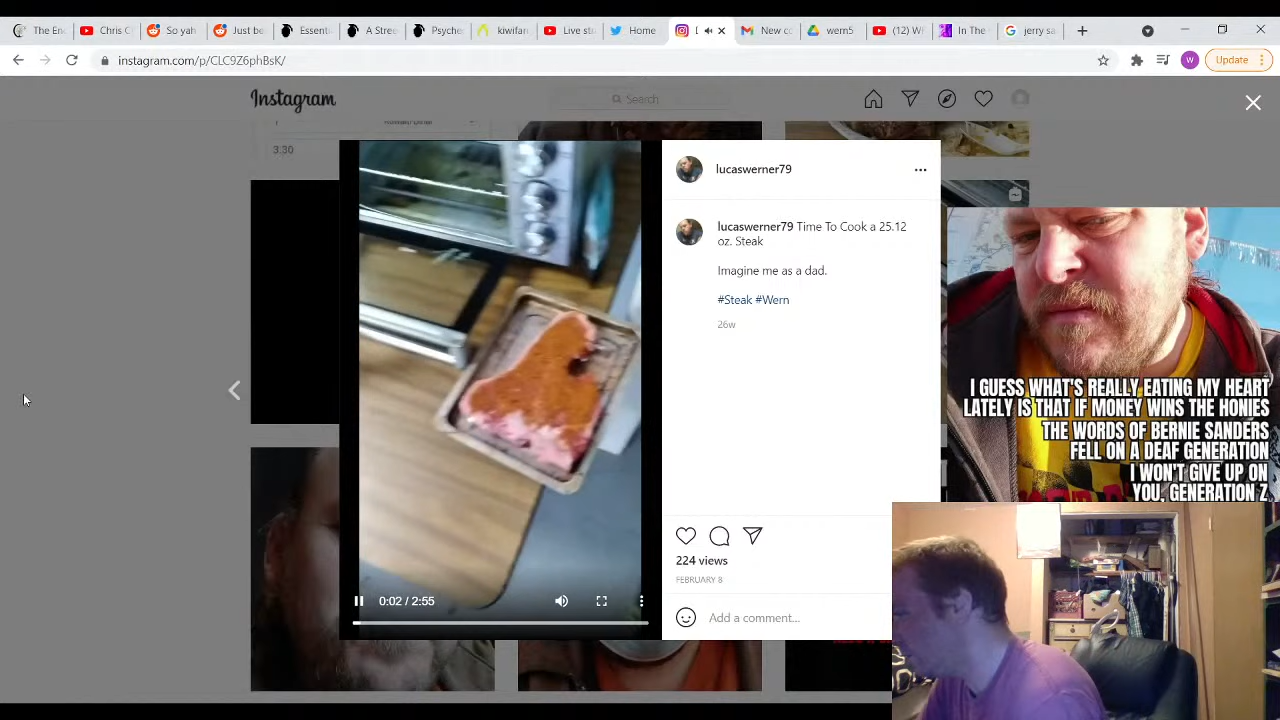 The En
Chris C
So yah
Just be
Essent
A Stree
Psyche
kiwifar
Live stu
Home
New co
wern5
(12) W
In The
jerry sa
instagram.com/p/CLC9Z6phBsK/
W
Update
Instagram
Search
3:30
lucaswerner79
lucaswerner79 Time To Cook a 25.12
oz. Steak
Imagine me as a dad.
#Steak #Wern
26w
I GUESS WHAT'S REALLY EATING MY HEART
LATELY IS THAT IF MONEY WINS THE HONIES
THE WORDS OF BERNIE SANDERS
FELL ON A DEAF GENERATION
I WON'T GIVE UP ON
YOU, GENERATION Z
224 views
FEBRUARY 8
0:02 / 2:55
Add a comment...